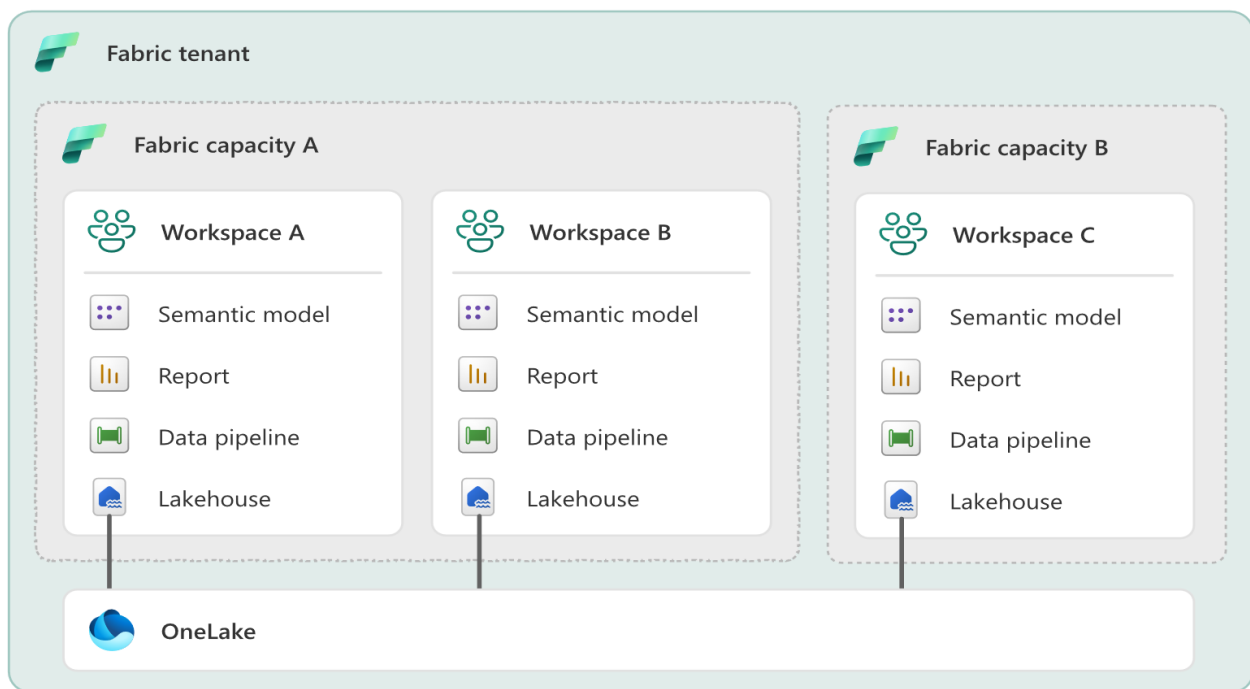 Fabric tenant
Fabric capacity A
Workspace A
Semantic model
Report
Data pipeline
Lakehouse
Workspace B
Semantic model
Report
Data pipeline
Lakehouse
Fabric capacity B
Workspace C
Semantic model
Report
Data pipeline
Lakehouse
OneLake